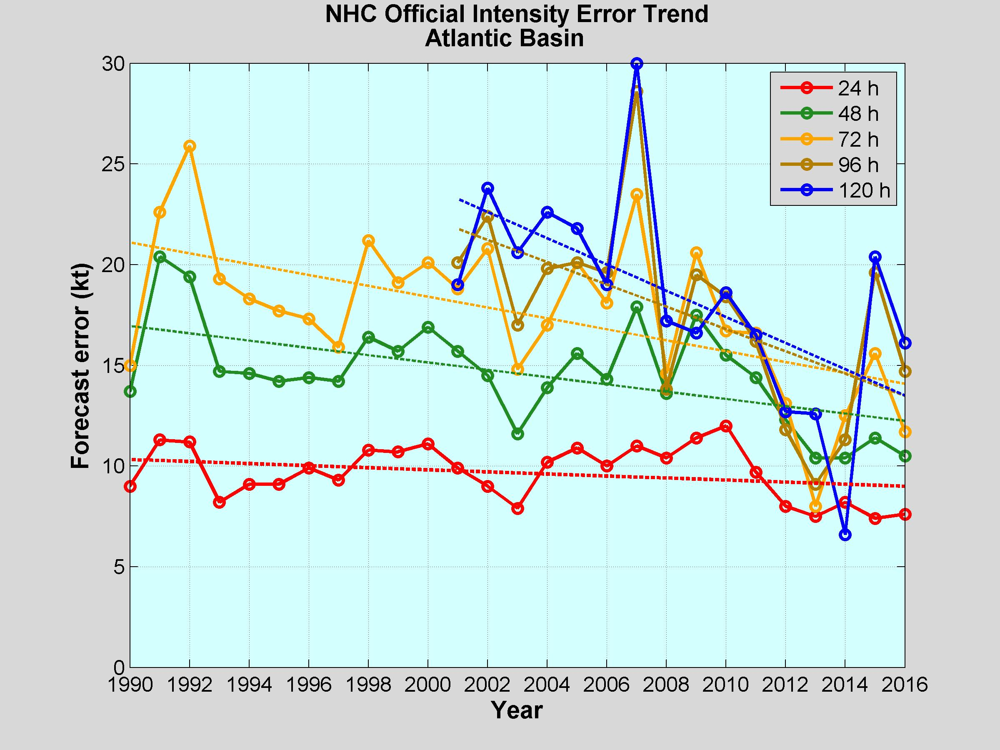 NHC Official Intensity Error Trend
Atlantic Basin
30
25
20
15
10
5
0
Forecast error (kt)
24 h
48 h
72 h
96 h
120 h
1990 1992 1994 1996 1998 2000 2002 2004 2006 2008 2010 2012 2014 2016
Year